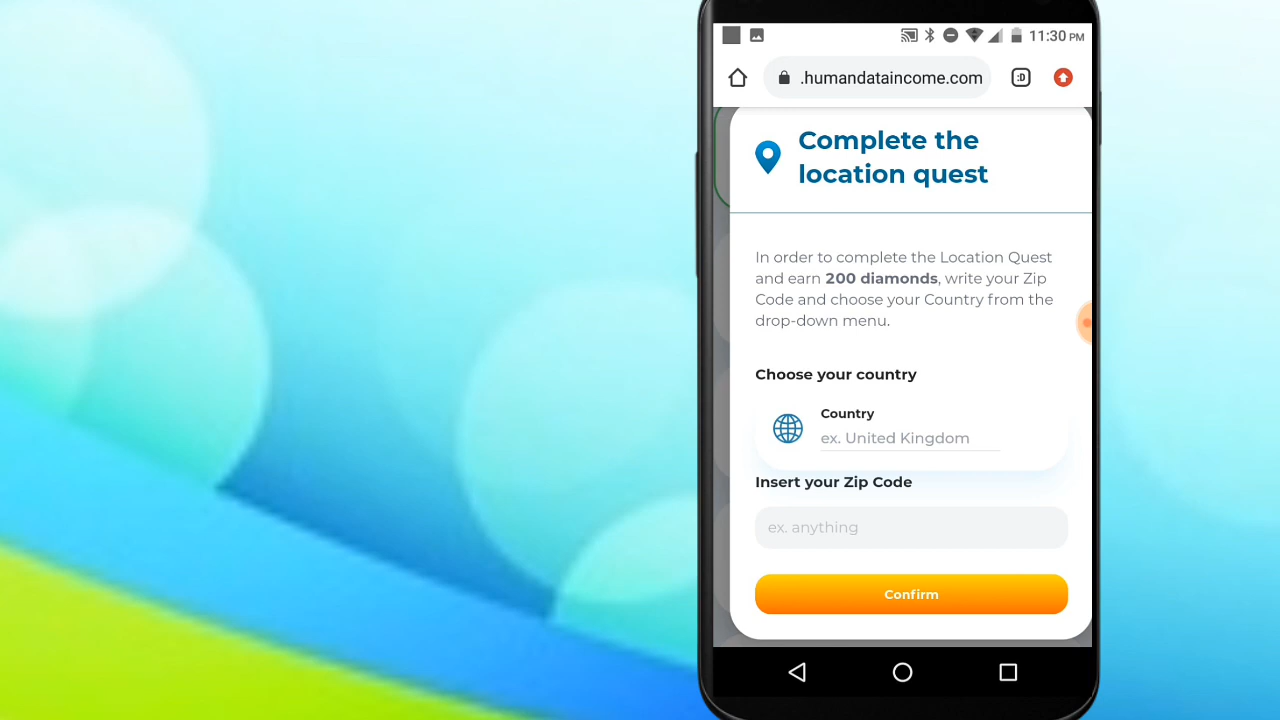 11:30 PM
.humandataincome.com
:D
Complete the
location quest
In order to complete the Location Quest
and earn 200 diamonds, write your Zip
Code and choose your Country from the
drop-down menu.
Choose your country
Country
ex. United Kingdom
Insert your Zip Code
ex. anything
Confirm